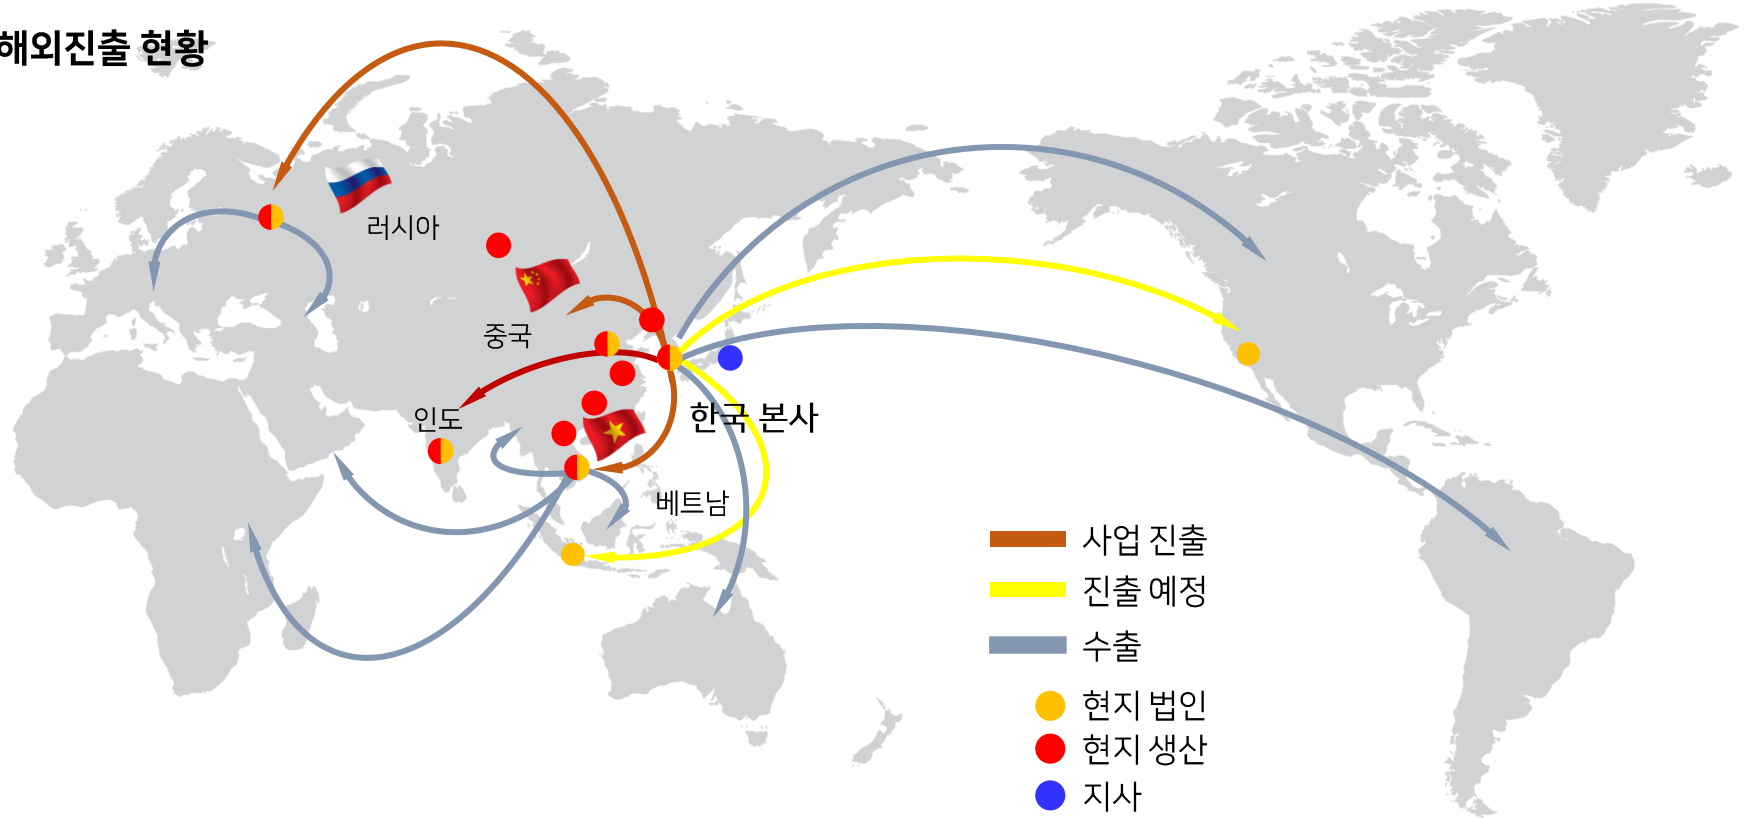 해외진출 현황
러시아
중국
인도
한국 본사
베트남
사업 진출
진출 예정
수출
현지 법인
현지 생산
지사